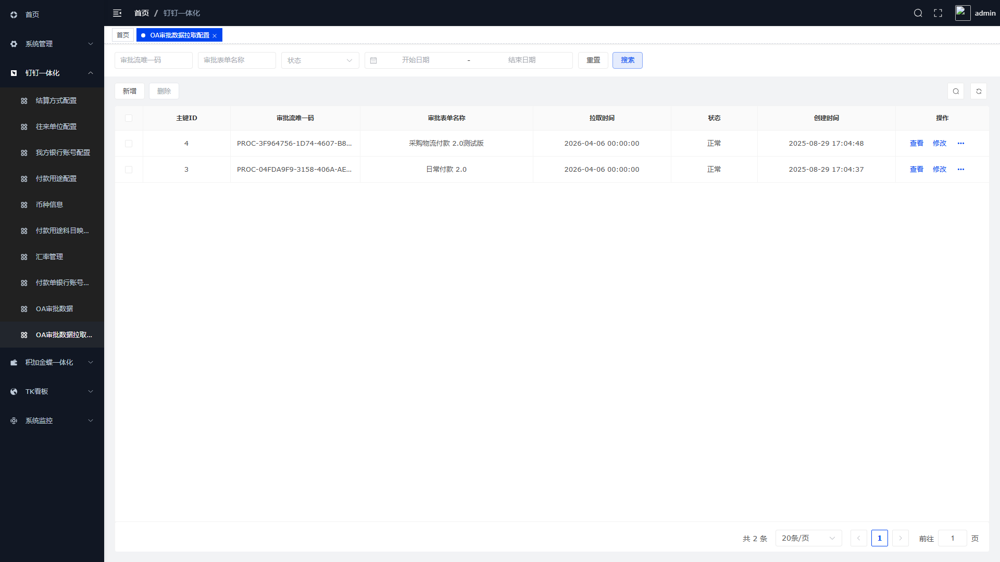 首页
系统管理
钉钉一体化
结算方式配置
往来单位配置
我方银行账号配置
付款用途配置
币种信息
付款用途科目映...
汇率管理
付款单银行账号...
OA审批数据
OA审批数据拉取...
积加金蝶一体化
TK看板
系统监控
首页 / 钉钉一体化
admin
首页 OA审批数据拉取配置
审批流唯一码 审批表单名称 状态 开始日期 - 结束日期 重置 搜索
新增 删除
主键ID 审批流唯一码 审批表单名称 拉取时间 状态 创建时间 操作
4 PROC-3F964756-1D74-4607-B8... 采购物流付款 2.0测试版 2026-04-06 00:00:00 正常 2025-08-29 17:04:48 查看 修改 ···
3 PROC-04FDA9F9-3158-406A-AE... 日常付款 2.0 2026-04-06 00:00:00 正常 2025-08-29 17:04:37 查看 修改 ···
共 2 条 20条/页 1 前往 1 页